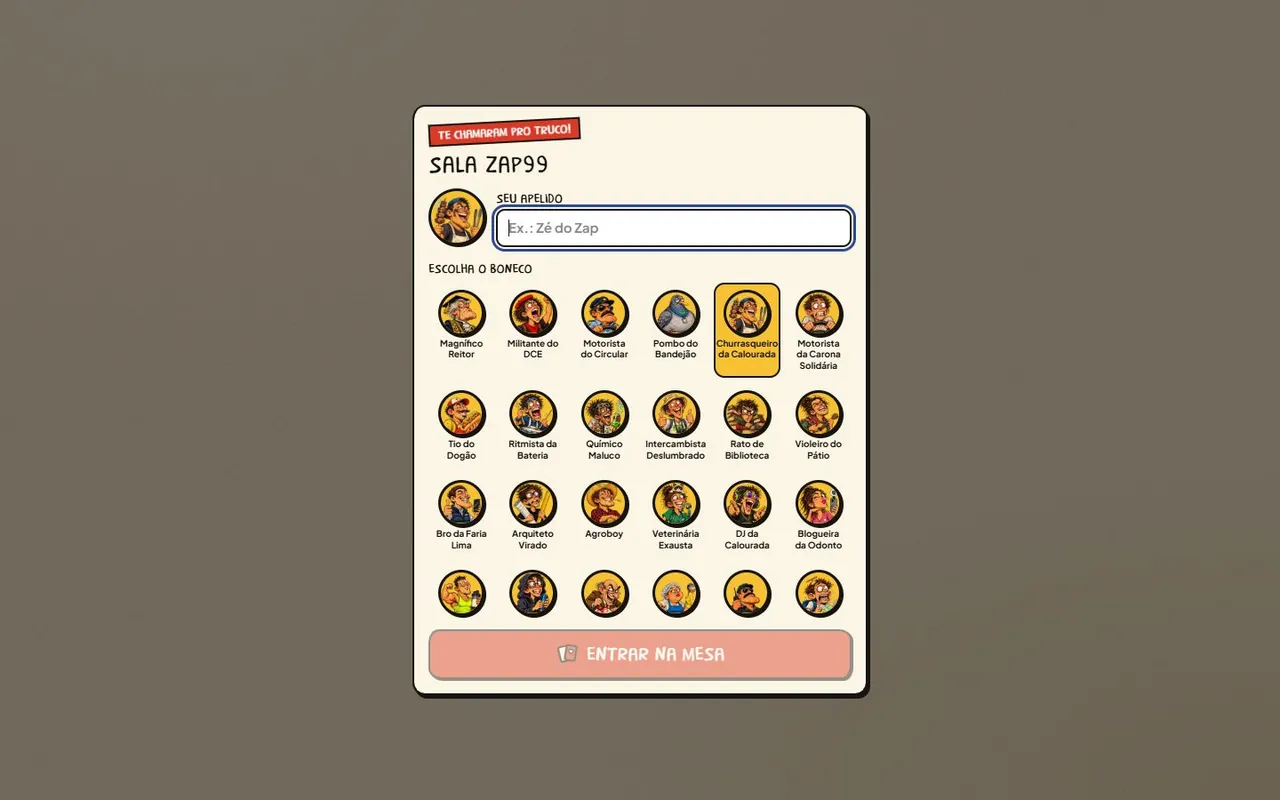 TE CHAMARAM PRO TRUCO!
SALA ZAP99
SEU APELIDO
Ex.: Zé do Zap
ESCOLHA O BONECO
Magnífico Reitor
Militante do DCE
Motorista do Circular
Pombo do Bandejão
Churrasqueiro da Calourada
Motorista da Carona Solidária
Tio do Dogão
Ritmista da Bateria
Químico Maluco
Intercambista Deslumbrado
Rato de Biblioteca
Violeiro do Pátio
Bro da Faria Lima
Arquiteto Virado
Agroboy
Veterinária Exausta
DJ da Calourada
Blogueira da Odonto
ENTRAR NA MESA